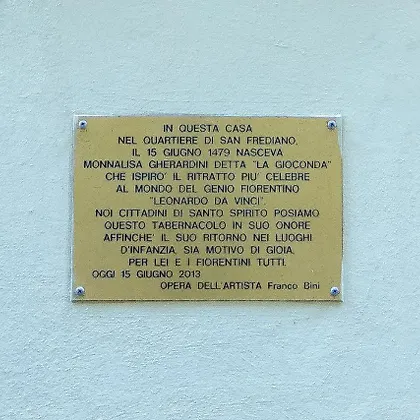 IN QUESTA CASA
NEL QUARTIERE DI SAN FREDIANO,
IL 15 GIUGNO 1479 NASCEVA
MONNALISA GHERARDINI DETTA "LA GIOCONDA"
CHE ISPIRO' IL RITRATTO PIU' CELEBRE
AL MONDO DEL GENIO FIORENTINO
"LEONARDO DA VINCI".
NOI CITTADINI DI SANTO SPIRITO POSIAMO
QUESTO TABERNACOLO IN SUO ONORE
AFFINCHE' IL SUO RITORNO NEI LUOGHI
D'INFANZIA, SIA MOTIVO DI GIOIA,
PER LEI E I FIORENTINI TUTTI.
OGGI 15 GIUGNO 2013
OPERA DELL'ARTISTA Franco Bini